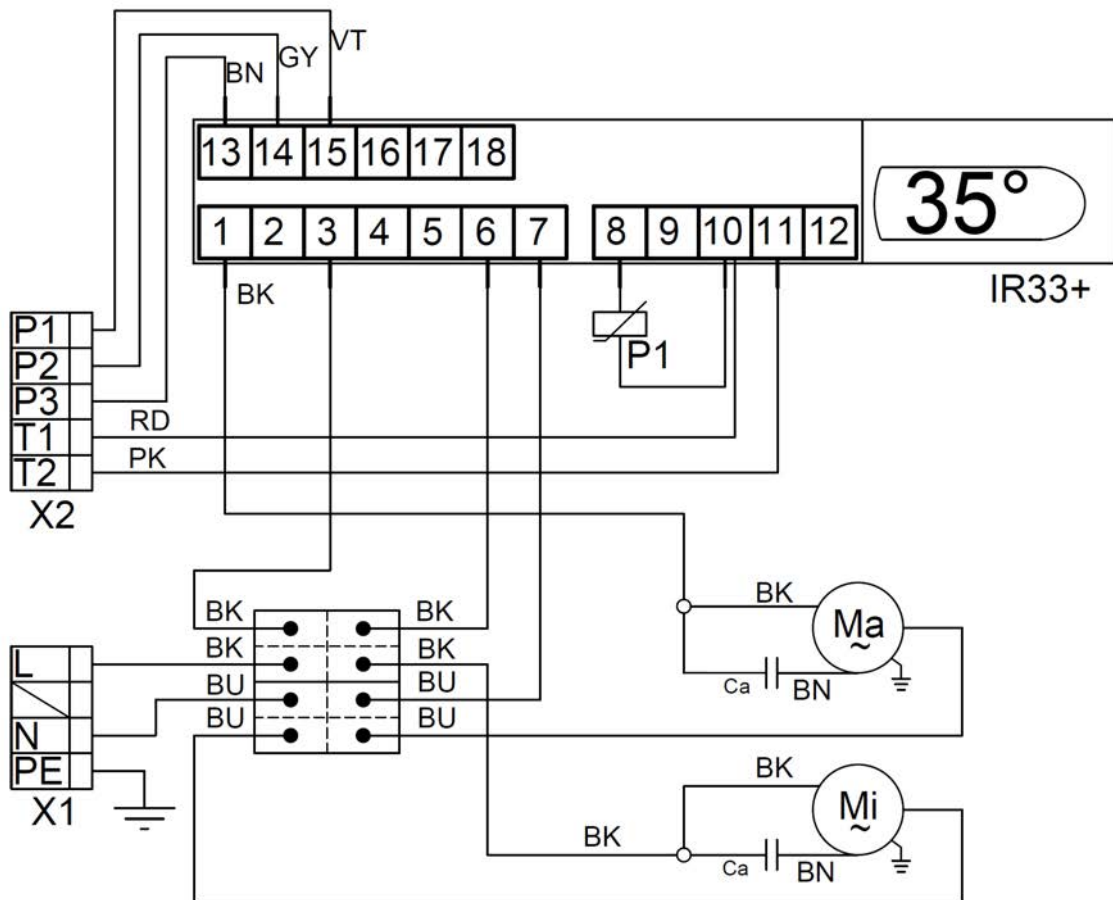 VT
GY
BN
13 14 15 16 17 18
35°
1 2 3 4 5 6 7 8 9 10 11 12
BK
IR33+
P1
P1
P2
P3
RD
T1
PK
T2
X2
BK BK BK
Ma
~
BK BK
L
BU BU
Ca BN
BU BU
N
PE
BK
X1
Mi
~
BK
Ca BN